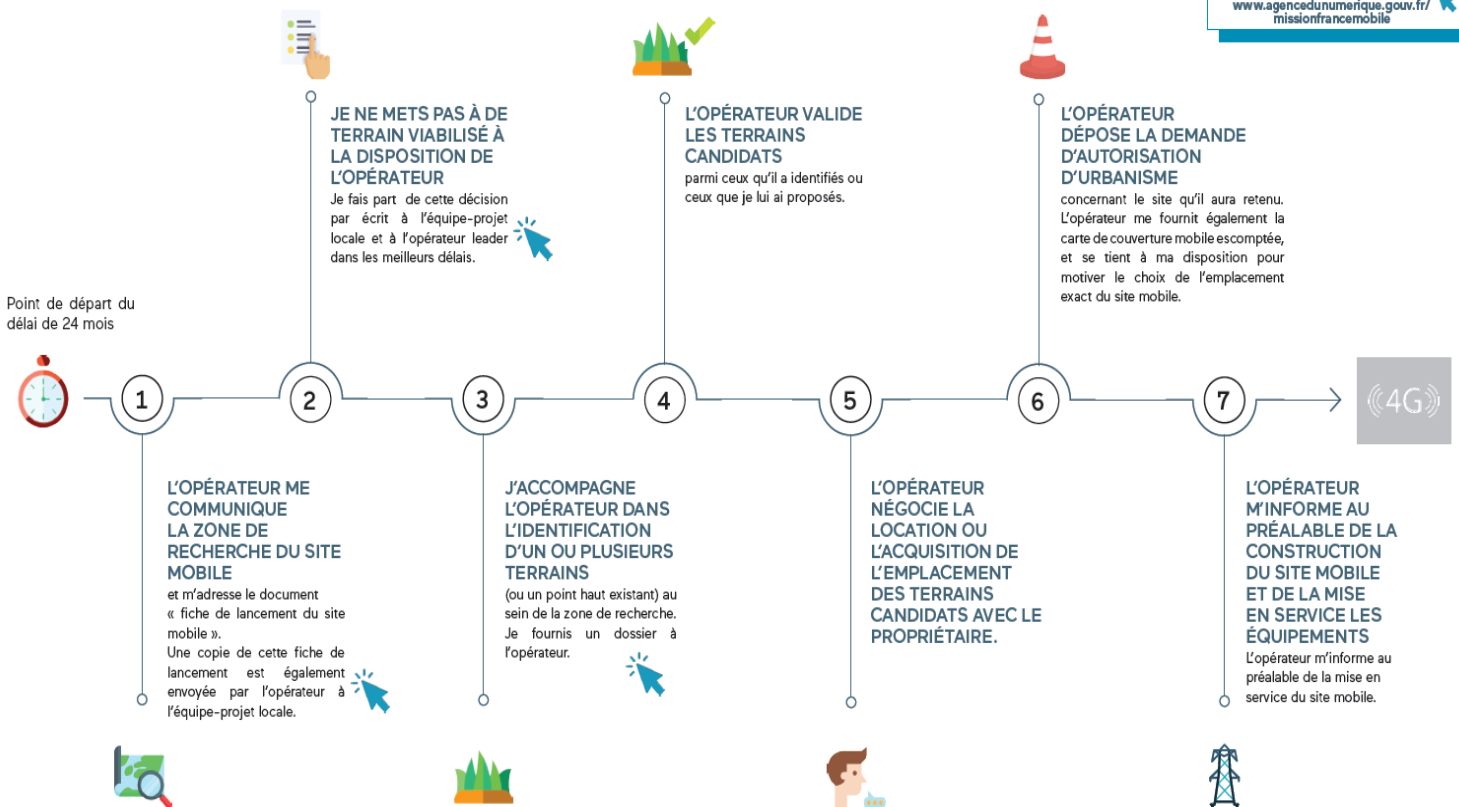 www.agencedunumerique.gouv.fr/
missionfrancemobile
JE NE METS PAS À DE
TERRAIN VIABILISÉ À
LA DISPOSITION DE
L'OPÉRATEUR
Je fais part de cette décision
par écrit à l'équipe-projet
locale et à l'opérateur leader
dans les meilleurs délais.
L'OPÉRATEUR VALIDE
LES TERRAINS
CANDIDATS
parmi ceux qu'il a identifiés ou
ceux que je lui ai proposés.
L'OPÉRATEUR
DÉPOSE LA DEMANDE
D'AUTORISATION
D'URBANISME
concernant le site qu'il aura retenu.
L'opérateur me fournit également la
carte de couverture mobile escomptée,
et se tient à ma disposition pour
motiver le choix de l'emplacement
exact du site mobile.
Point de départ du
délai de 24 mois
1
2
3
4
5
6
7
4G
L'OPÉRATEUR ME
COMMUNIQUE
LA ZONE DE
RECHERCHE DU SITE
MOBILE
et m'adresse le document
« fiche de lancement du site
mobile ».
Une copie de cette fiche de
lancement est également
envoyée par l'opérateur à
l'équipe-projet locale.
J'ACCOMPAGNE
L'OPÉRATEUR DANS
L'IDENTIFICATION
D'UN OU PLUSIEURS
TERRAINS
(ou un point haut existant) au
sein de la zone de recherche.
Je fournis un dossier à
l'opérateur.
L'OPÉRATEUR
NÉGOCIE LA
LOCATION OU
L'ACQUISITION DE
L'EMPLACEMENT
DES TERRAINS
CANDIDATS AVEC LE
PROPRIÉTAIRE.
L'OPÉRATEUR
M'INFORME AU
PRÉALABLE DE LA
CONSTRUCTION
DU SITE MOBILE
ET DE LA MISE
EN SERVICE LES
ÉQUIPEMENTS
L'opérateur m'informe au
préalable de la mise en
service du site mobile.